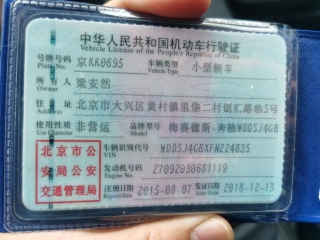 中华人民共和国机动车行驶证
Vehicle License of the People's Republic of China
号牌号码 Plate No. 京KK0695 车辆类型 Vehicle Type 小型轿车
所有人 Owner 梁安然
住址 Address 北京市大兴区黄村镇 二村创汇 5号
使用性质 Use Character 非营运 品牌型号 Model 梅赛德斯-奔驰WDDSJ4GB
北京市公安局公安交通管理局
车辆识别代号 VIN WDDSJ4GBXFN224835
发动机号码 Engine No. 27092030681119
注册日期 Register Date 2015-08-07 发证日期 Issue Date 2018-12-13